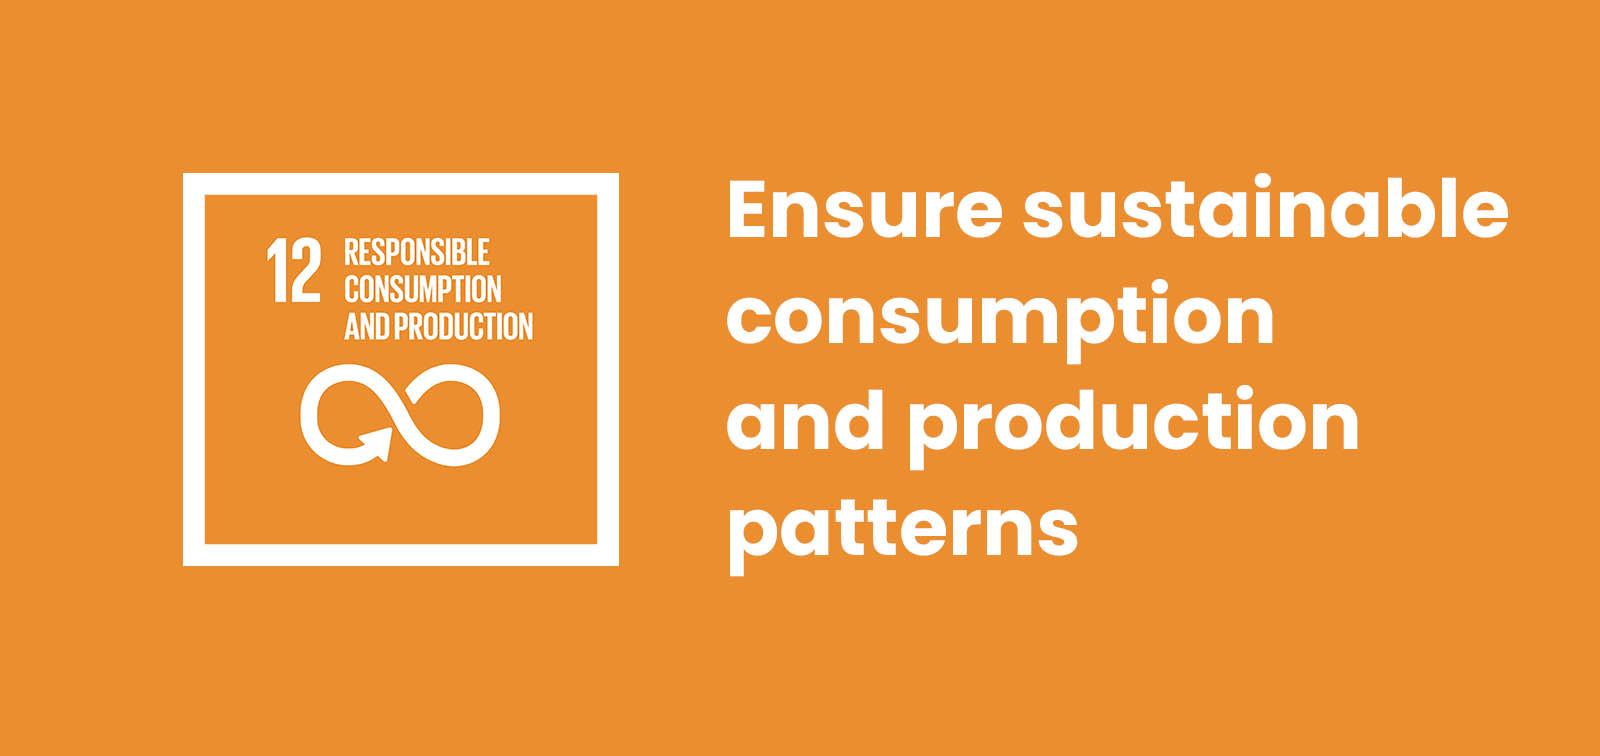 12
RESPONSIBLE
CONSUMPTION
AND PRODUCTION
Ensure sustainable
consumption
and production
patterns